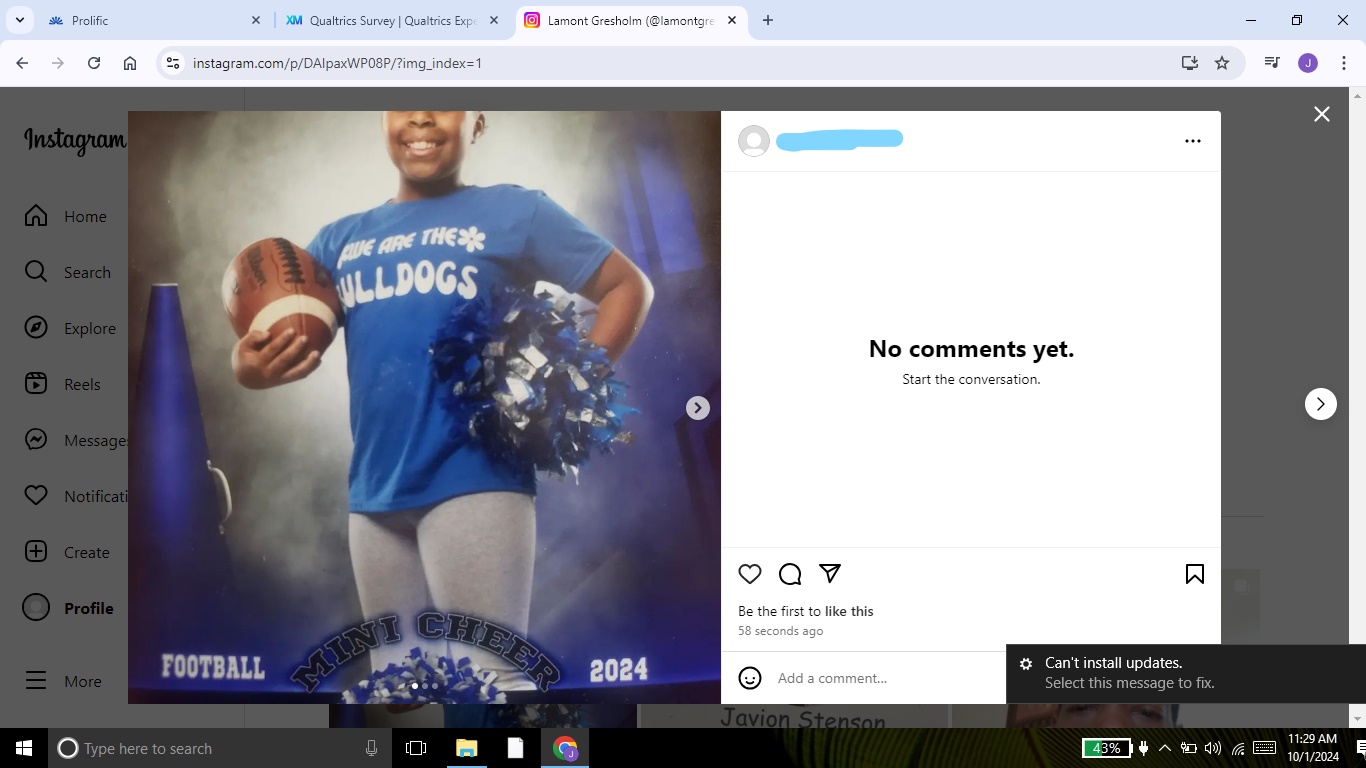 Prolific
Qualtrics Survey | Qualtrics Expe
Lamont Gresholm (@lamontgre
instagram.com/p/DAIpaxWP08P/?img_index=1
J
Instagram
Home
Search
Explore
Reels
Messages
Notificati
Create
Profile
More
Wilson
WE ARE THE
BULLDOGS
FOOTBALL
MINI CHEER
2024
No comments yet.
Start the conversation.
Be the first to like this
58 seconds ago
Add a comment...
Can't install updates.
Select this message to fix.
Javion Stenson
Type here to search
43%
11:29 AM
10/1/2024